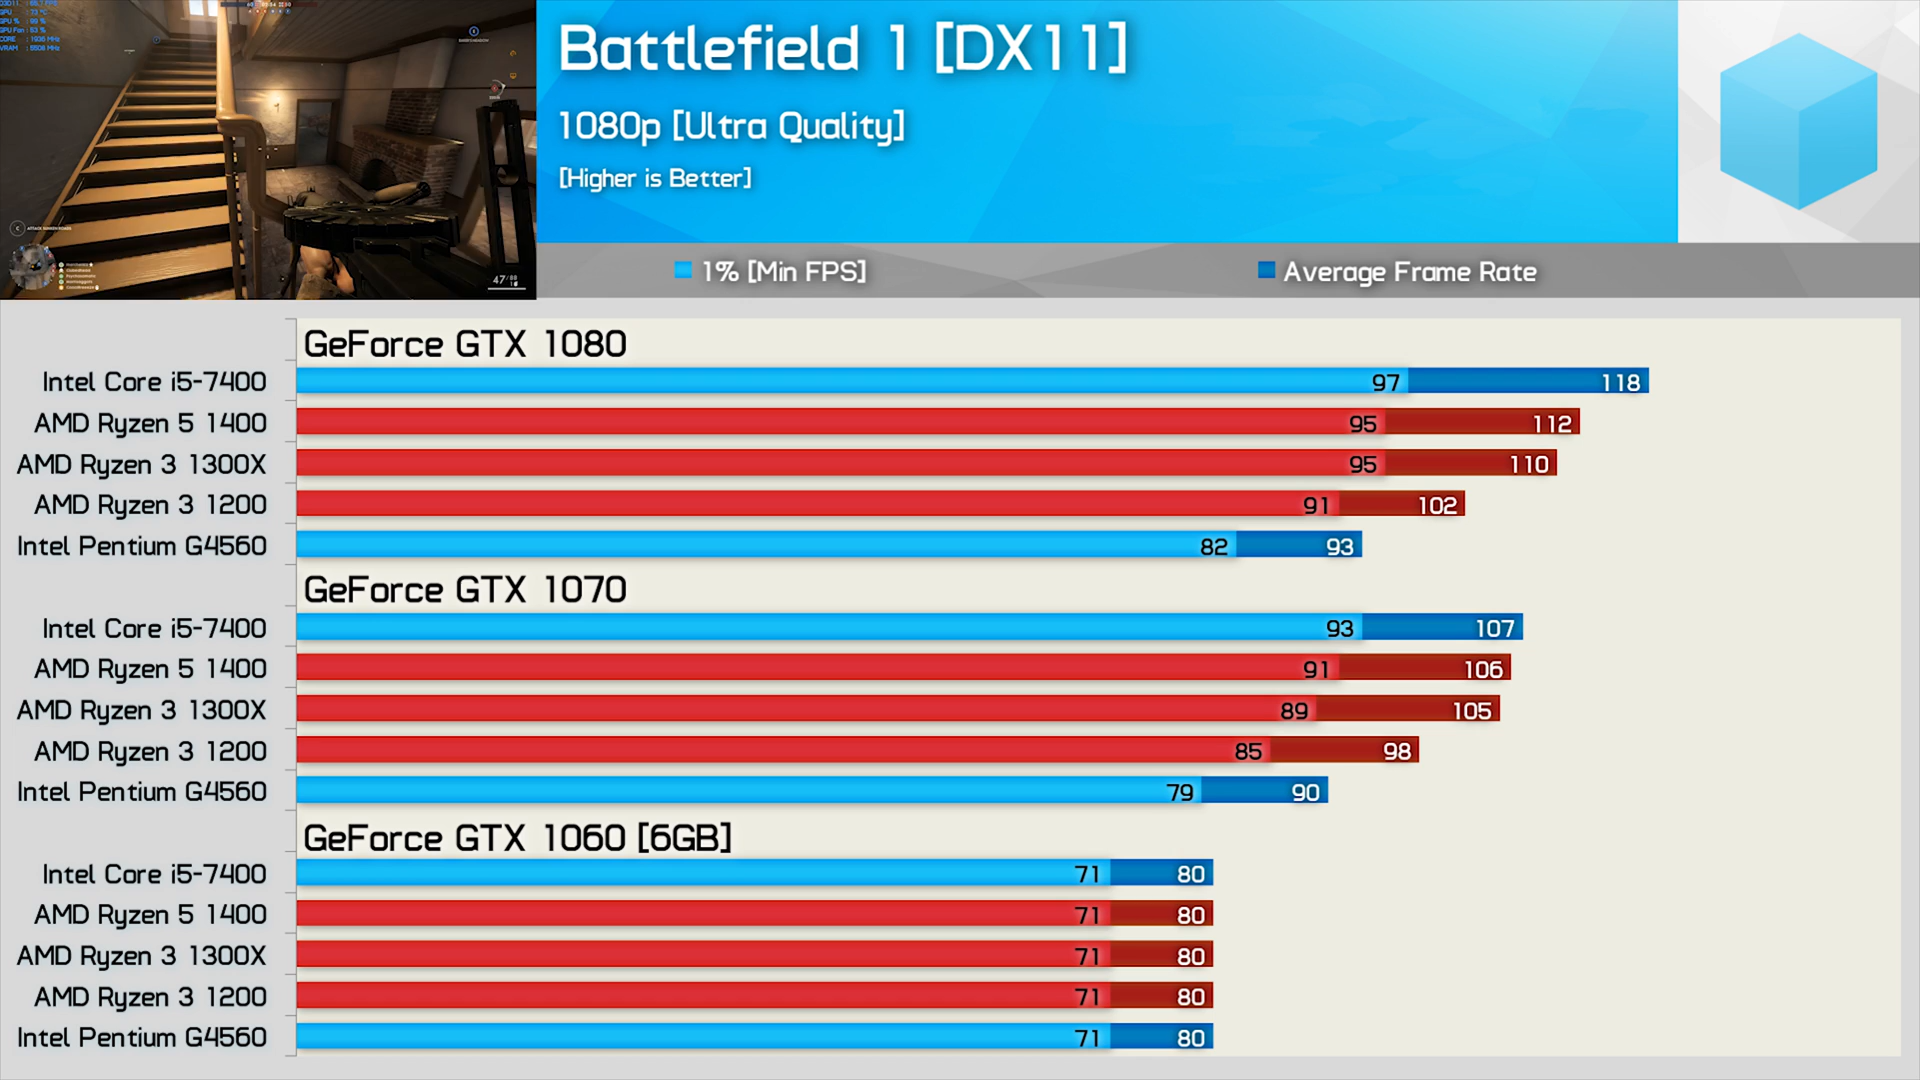 Battlefield 1 [DX11]
1080p [Ultra Quality]
[Higher is Better]
1% [Min FPS]
Average Frame Rate
47/88
GeForce GTX 1080
Intel Core i5-7400 97 118
AMD Ryzen 5 1400 95 112
AMD Ryzen 3 1300X 95 110
AMD Ryzen 3 1200 91 102
Intel Pentium G4560 82 93
GeForce GTX 1070
Intel Core i5-7400 93 107
AMD Ryzen 5 1400 91 106
AMD Ryzen 3 1300X 89 105
AMD Ryzen 3 1200 85 98
Intel Pentium G4560 79 90
GeForce GTX 1060 [6GB]
Intel Core i5-7400 71 80
AMD Ryzen 5 1400 71 80
AMD Ryzen 3 1300X 71 80
AMD Ryzen 3 1200 71 80
Intel Pentium G4560 71 80